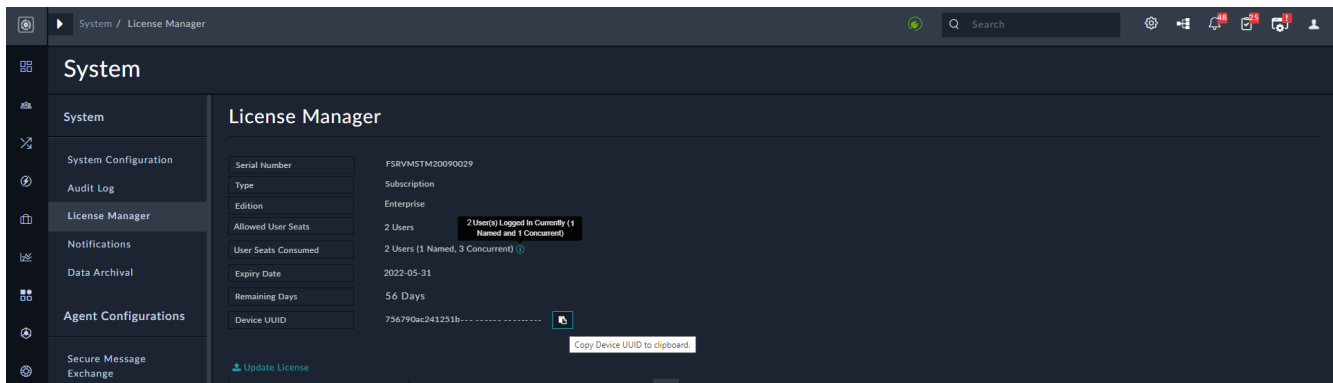 System / License Manager
Search
48
25
!
System
System
System Configuration
Audit Log
License Manager
Notifications
Data Archival
Agent Configurations
Secure Message
Exchange
License Manager
Serial Number FSRVMSTM20090029
Type Subscription
Edition Enterprise
Allowed User Seats 2 Users
2 User(s) Logged In Currently (1
Named and 1 Concurrent)
User Seats Consumed 2 Users (1 Named, 3 Concurrent)
Expiry Date 2022-05-31
Remaining Days 56 Days
Device UUID 756790ac241251b--- ------ ---------
Copy Device UUID to clipboard.
Update License